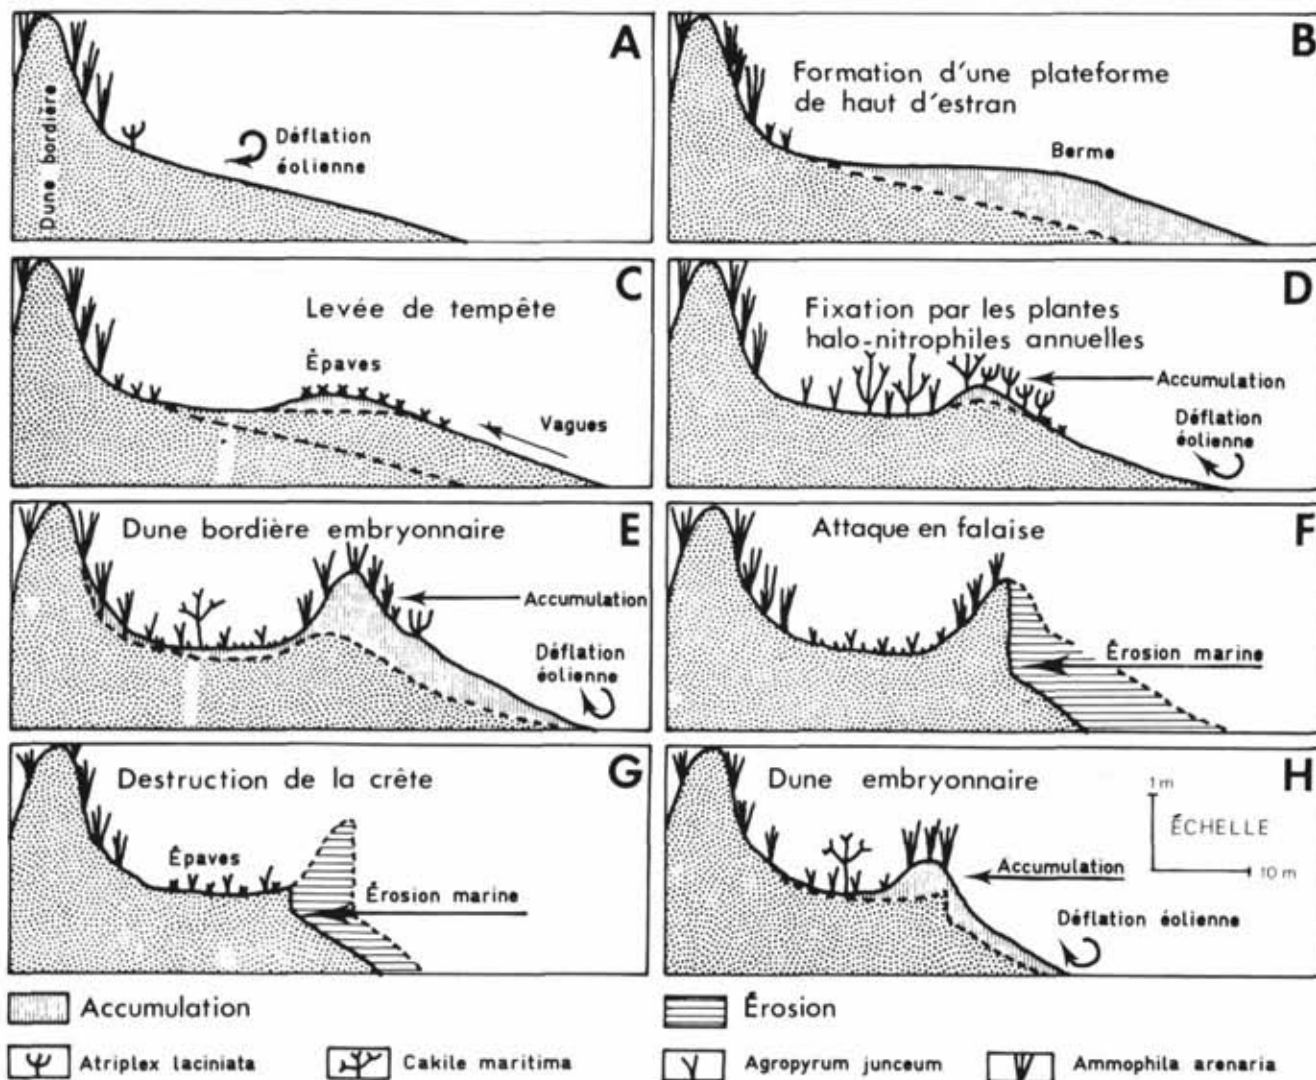 A
Dune bordière
Déflation
éolienne
B
Formation d'une plateforme
de haut d'estran
Berme
C
Levée de tempête
Épaves
Vagues
D
Fixation par les plantes
halo-nitrophiles annuelles
Accumulation
Déflation
éolienne
E
Dune bordière embryonnaire
Accumulation
Déflation
éolienne
F
Attaque en falaise
Érosion marine
G
Destruction de la crête
Épaves
Érosion marine
H
Dune embryonnaire
1m
ÉCHELLE
10 m
Accumulation
Déflation éolienne
Accumulation
Érosion
Atriplex laciniata
Cakile maritima
Agropyrum junceum
Ammophila arenaria